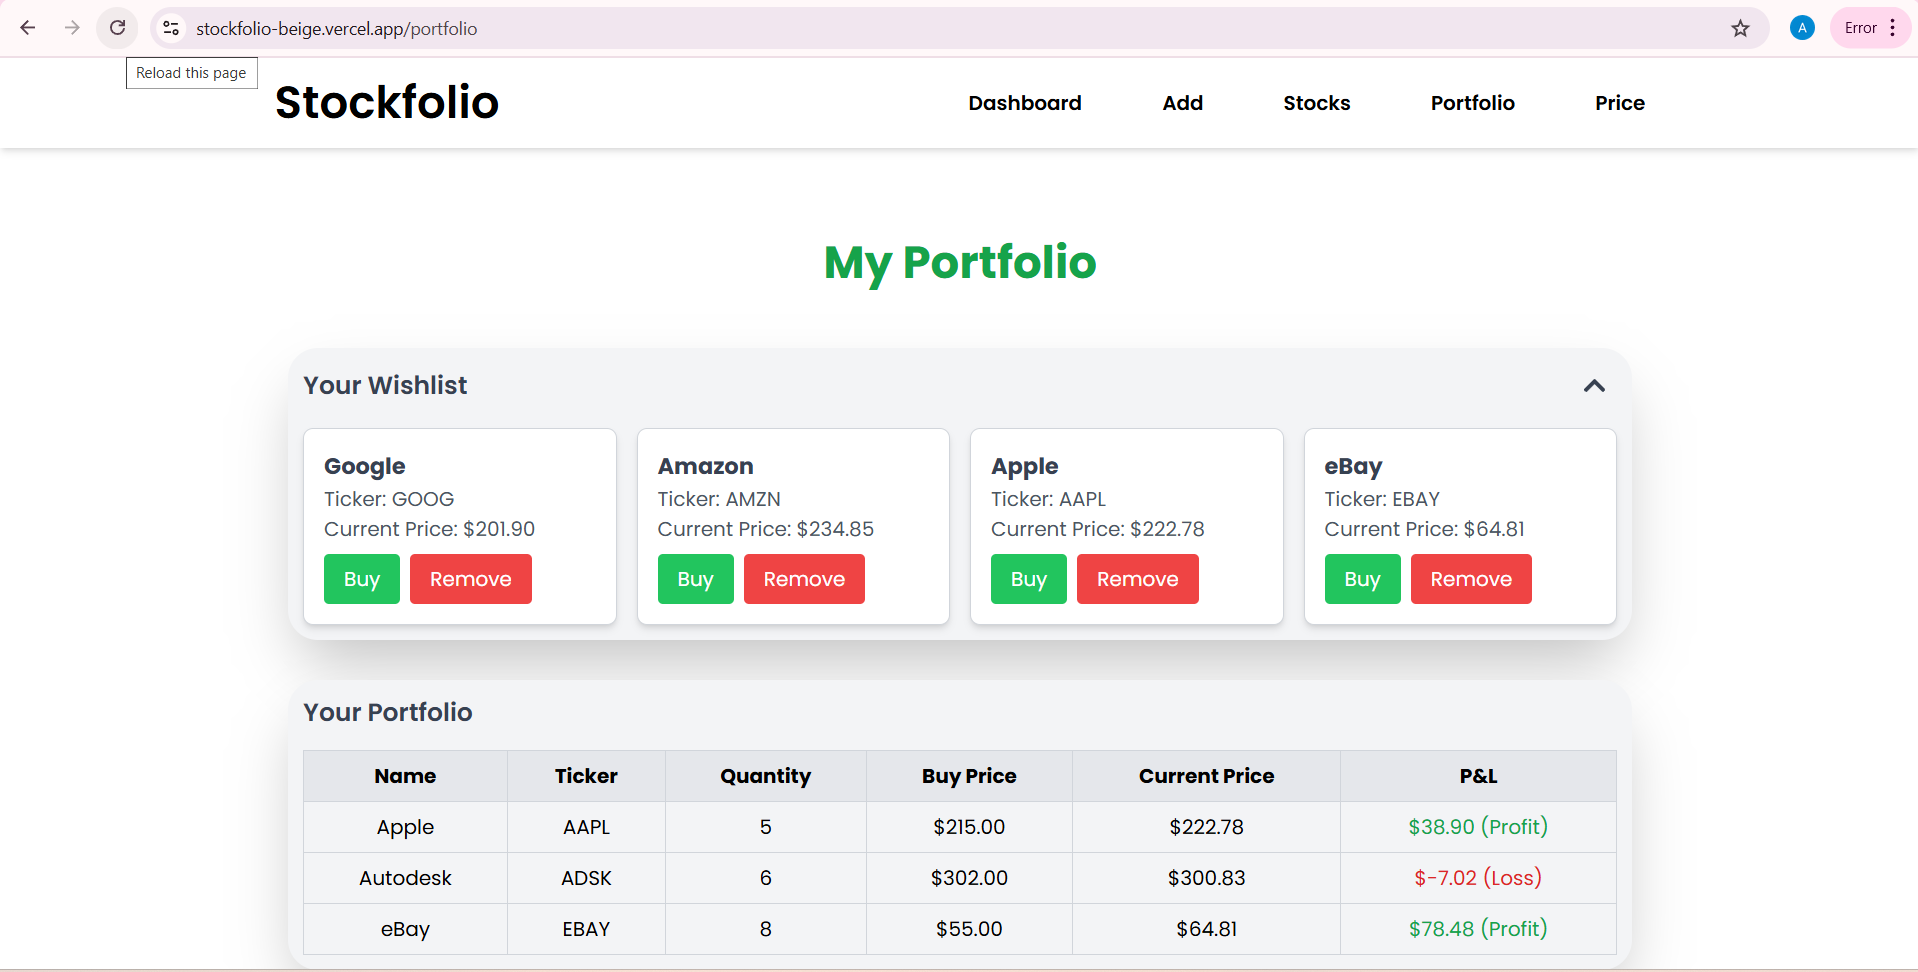 stockfolio-beige.vercel.app/portfolio
A
Error
Reload this page
Stockfolio
Dashboard Add Stocks Portfolio Price
My Portfolio
Your Wishlist
Google
Ticker: GOOG
Current Price: $201.90
Buy Remove
Amazon
Ticker: AMZN
Current Price: $234.85
Buy Remove
Apple
Ticker: AAPL
Current Price: $222.78
Buy Remove
eBay
Ticker: EBAY
Current Price: $64.81
Buy Remove
Your Portfolio
Name Ticker Quantity Buy Price Current Price P&L
Apple AAPL 5 $215.00 $222.78 $38.90 (Profit)
Autodesk ADSK 6 $302.00 $300.83 $-7.02 (Loss)
eBay EBAY 8 $55.00 $64.81 $78.48 (Profit)